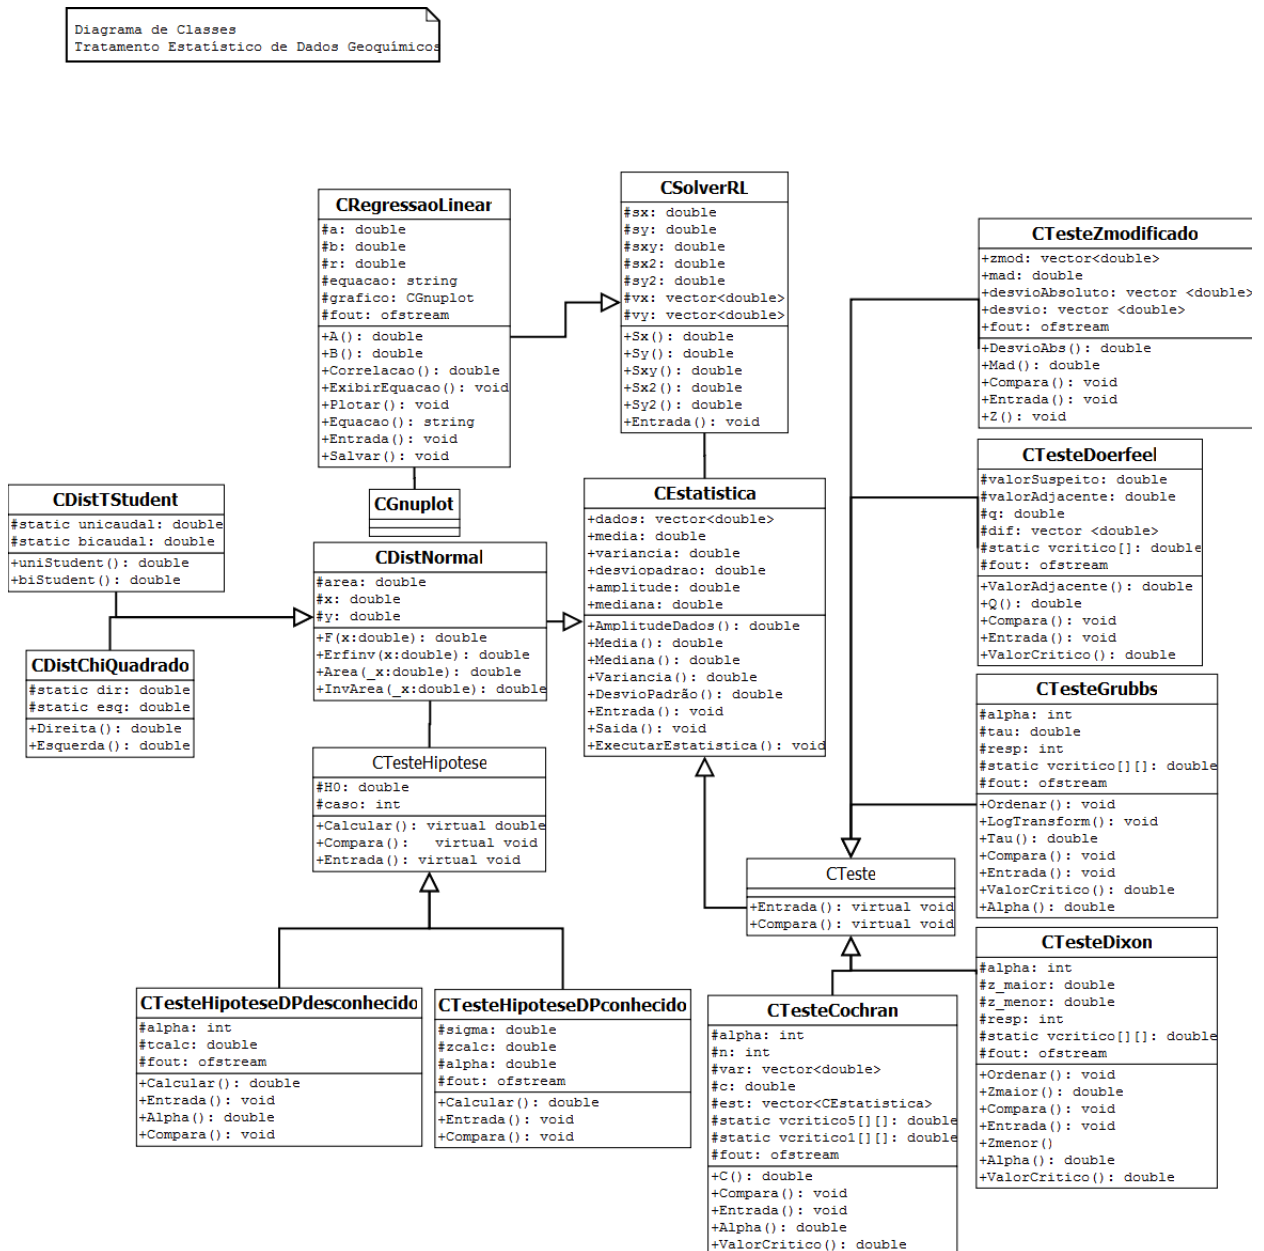 Diagrama de Classes
Tratamento Estatístico de Dados Geoquímicos
CRegressaoLinear
#a: double
#b: double
#r: double
#equacao: string
#grafico: CGnuplot
#fout: ofstream
+A(): double
+B(): double
+Correlacao(): double
+ExibirEquacao(): void
+Plotar(): void
+Equacao(): string
+Entrada(): void
+Salvar(): void
CSolverRL
#sx: double
#sy: double
#sxy: double
#sx2: double
#sy2: double
#vx: vector<double>
#vy: vector<double>
+Sx(): double
+Sy(): double
+Sxy(): double
+Sx2(): double
+Sy2(): double
+Entrada(): void
CTesteZmodificado
+zmod: vector<double>
+mad: double
+desvioAbsoluto: vector <double>
+desvio: vector <double>
+fout: ofstream
+DesvioAbs(): double
+Mad(): double
+Compara(): void
+Entrada(): void
+Z(): void
CTesteDoerfeel
#valorSuspeito: double
#valorAdjacente: double
#q: double
#dif: vector <double>
#static vcritico[]: double
#fout: ofstream
+ValorAdjacente(): double
+Q(): double
+Compara(): void
+Entrada(): void
+ValorCritico(): double
CDistTStudent
#static unicaudal: double
#static bicaudal: double
+uniStudent(): double
+biStudent(): double
CGnuplot
CDistNormal
#area: double
#x: double
#y: double
+F(x:double): double
+Erfinv(x:double): double
+Area(_x:double): double
+InvArea(_x:double): double
CEstatistica
+dados: vector<double>
+media: double
+variancia: double
+desviopadrao: double
+amplitude: double
+mediana: double
+AmplitudeDados(): double
+Media(): double
+Mediana(): double
+Variancia(): double
+DesvioPadrão(): double
+Entrada(): void
+Saida(): void
+ExecutarEstatistica(): void
CDistChiQuadrado
#static dir: double
#static esq: double
+Direita(): double
+Esquerda(): double
CTesteGrubbs
#alpha: int
#tau: double
#resp: int
#static vcritico[][]: double
#fout: ofstream
+Ordenar(): void
+LogTransform(): void
+Tau(): double
+Compara(): void
+Entrada(): void
+ValorCritico(): double
+Alpha(): double
CTesteHipotese
#H0: double
#caso: int
+Calcular(): virtual double
+Compara(): virtual void
+Entrada(): virtual void
CTeste
+Entrada(): virtual void
+Compara(): virtual void
CTesteHipoteseDPdesconhecido
#alpha: int
#tcalc: double
#fout: ofstream
+Calcular(): double
+Entrada(): void
+Alpha(): double
+Compara(): void
CTesteHipoteseDPconhecido
#sigma: double
#zcalc: double
#alpha: double
#fout: ofstream
+Calcular(): double
+Entrada(): void
+Compara(): void
CTesteCochran
#alpha: int
#n: int
#var: vector<double>
#c: double
#est: vector<CEstatistica>
#static vcritico5[][]: double
#static vcritico1[][]: double
#fout: ofstream
+C(): double
+Compara(): void
+Entrada(): void
+Alpha(): double
+ValorCritico(): double
CTesteDixon
#alpha: int
#z_maior: double
#z_menor: double
#resp: int
#static vcritico[][]: double
#fout: ofstream
+Ordenar(): void
+Zmaior(): double
+Compara(): void
+Entrada(): void
+Zmenor()
+Alpha(): double
+ValorCritico(): double